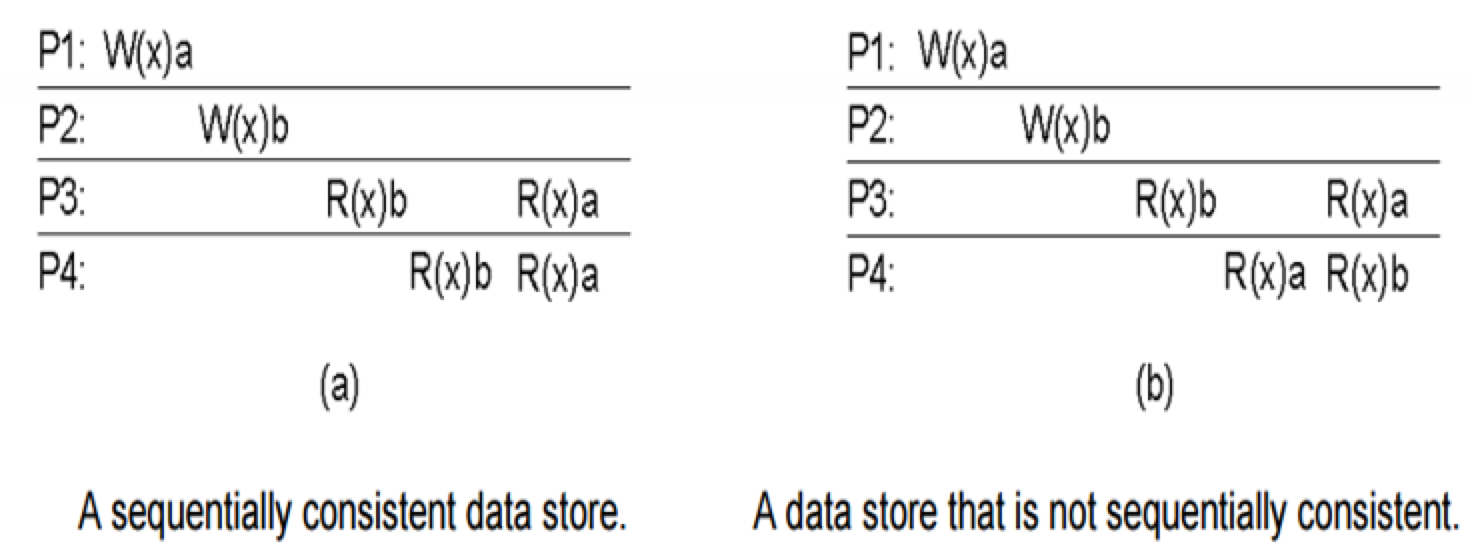 P1: W(x)a
P2: W(x)b
P3: R(x)b R(x)a
P4: R(x)b R(x)a
(a)
A sequentially consistent data store.
P1: W(x)a
P2: W(x)b
P3: R(x)b R(x)a
P4: R(x)a R(x)b
(b)
A data store that is not sequentially consistent.